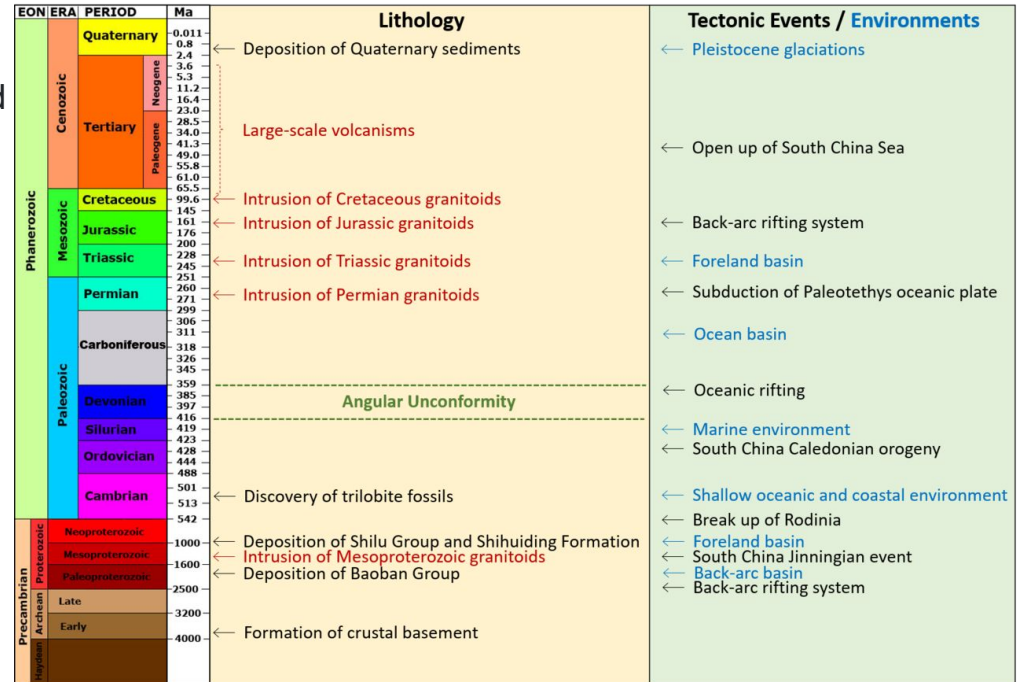 EON ERA PERIOD Ma Lithology Tectonic Events / Environments
d
Phanerozoic
Precambrian
Cenozoic
Mesozoic
Paleozoic
Proterozoic
Archean
Haydean
Quaternary
Tertiary
Neogene
Paleogene
Cretaceous
Jurassic
Triassic
Permian
Carboniferous
Devonian
Silurian
Ordovician
Cambrian
Neoproterozoic
Mesoproterozoic
Paleoproterozoic
Late
Early
0.011
0.8
2.4
3.6
5.3
11.2
16.4
23.0
28.5
34.0
41.3
49.0
55.8
61.0
65.5
99.6
145
161
176
200
228
245
251
260
271
299
306
311
318
326
345
359
385
397
416
419
423
428
444
488
501
513
542
1000
1600
2500
3200
4000
← Deposition of Quaternary sediments
Large-scale volcanisms
← Intrusion of Cretaceous granitoids
← Intrusion of Jurassic granitoids
← Intrusion of Triassic granitoids
← Intrusion of Permian granitoids
Angular Unconformity
← Discovery of trilobite fossils
← Deposition of Shilu Group and Shihuiding Formation
← Intrusion of Mesoproterozoic granitoids
← Deposition of Baoban Group
← Formation of crustal basement
← Pleistocene glaciations
← Open up of South China Sea
← Back-arc rifting system
← Foreland basin
← Subduction of Paleotethys oceanic plate
← Ocean basin
← Oceanic rifting
← Marine environment
← South China Caledonian orogeny
← Shallow oceanic and coastal environment
← Break up of Rodinia
← Foreland basin
← South China Jinningian event
← Back-arc basin
← Back-arc rifting system